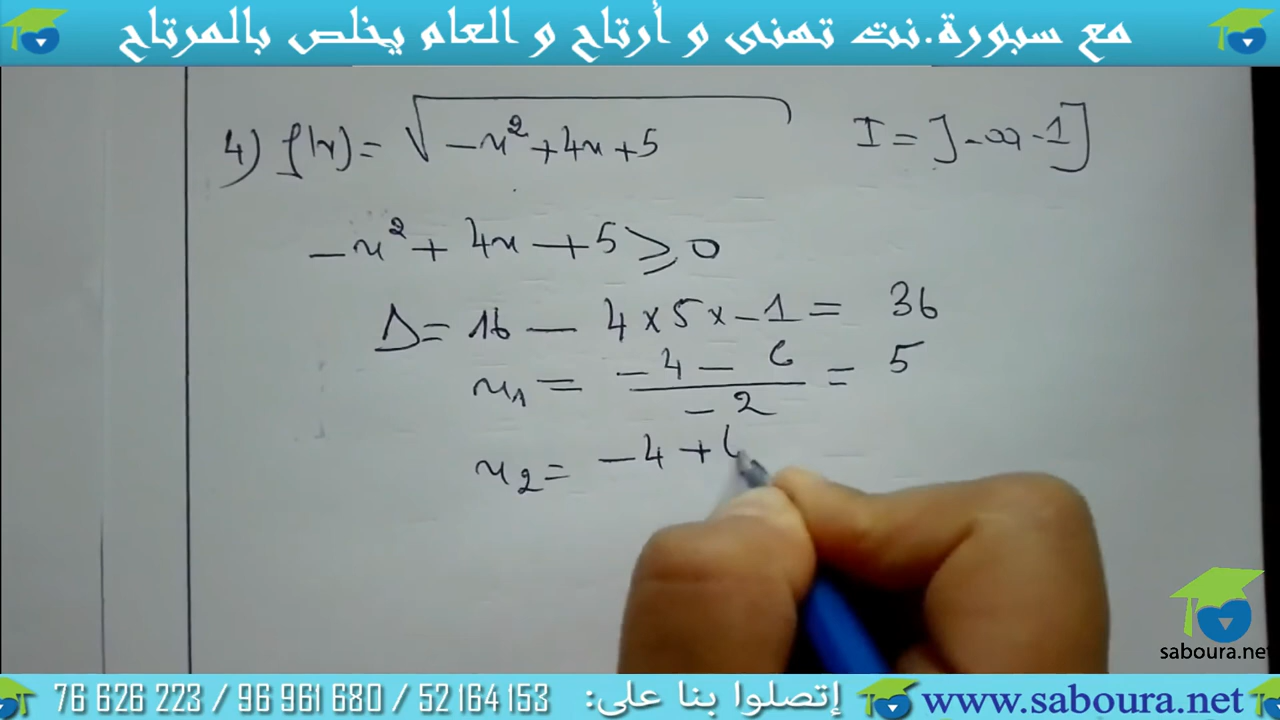 مع سبورة.نت تهنى و أرتاح و العام يخلص بالمرتاح
4) f(x) = √-x²+4x+5 I = ]-∞ -1]
-x² + 4x + 5 ⩾ 0
Δ = 16 - 4 x 5 x -1 = 36
x₁ = (-4 - 6)/(-2) = 5
x₂ = -4 + 6
saboura.net
76 626 223 / 96 961 680 / 52 164 153 إتصلوا بنا على: www.saboura.net